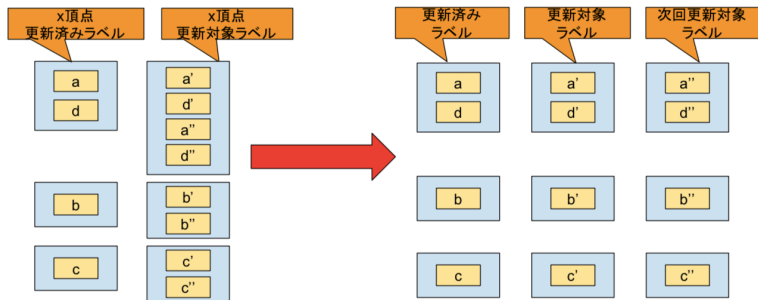 x頂点
更新済みラベル
x頂点
更新対象ラベル
a
d
a’
d’
a’’
d’’
b
b’
b’’
c
c’
c’’
更新済み
ラベル
更新対象
ラベル
次回更新対象
ラベル
a
a’
a’’
d
d’
d’’
b
b’
b’’
c
c’
c’’